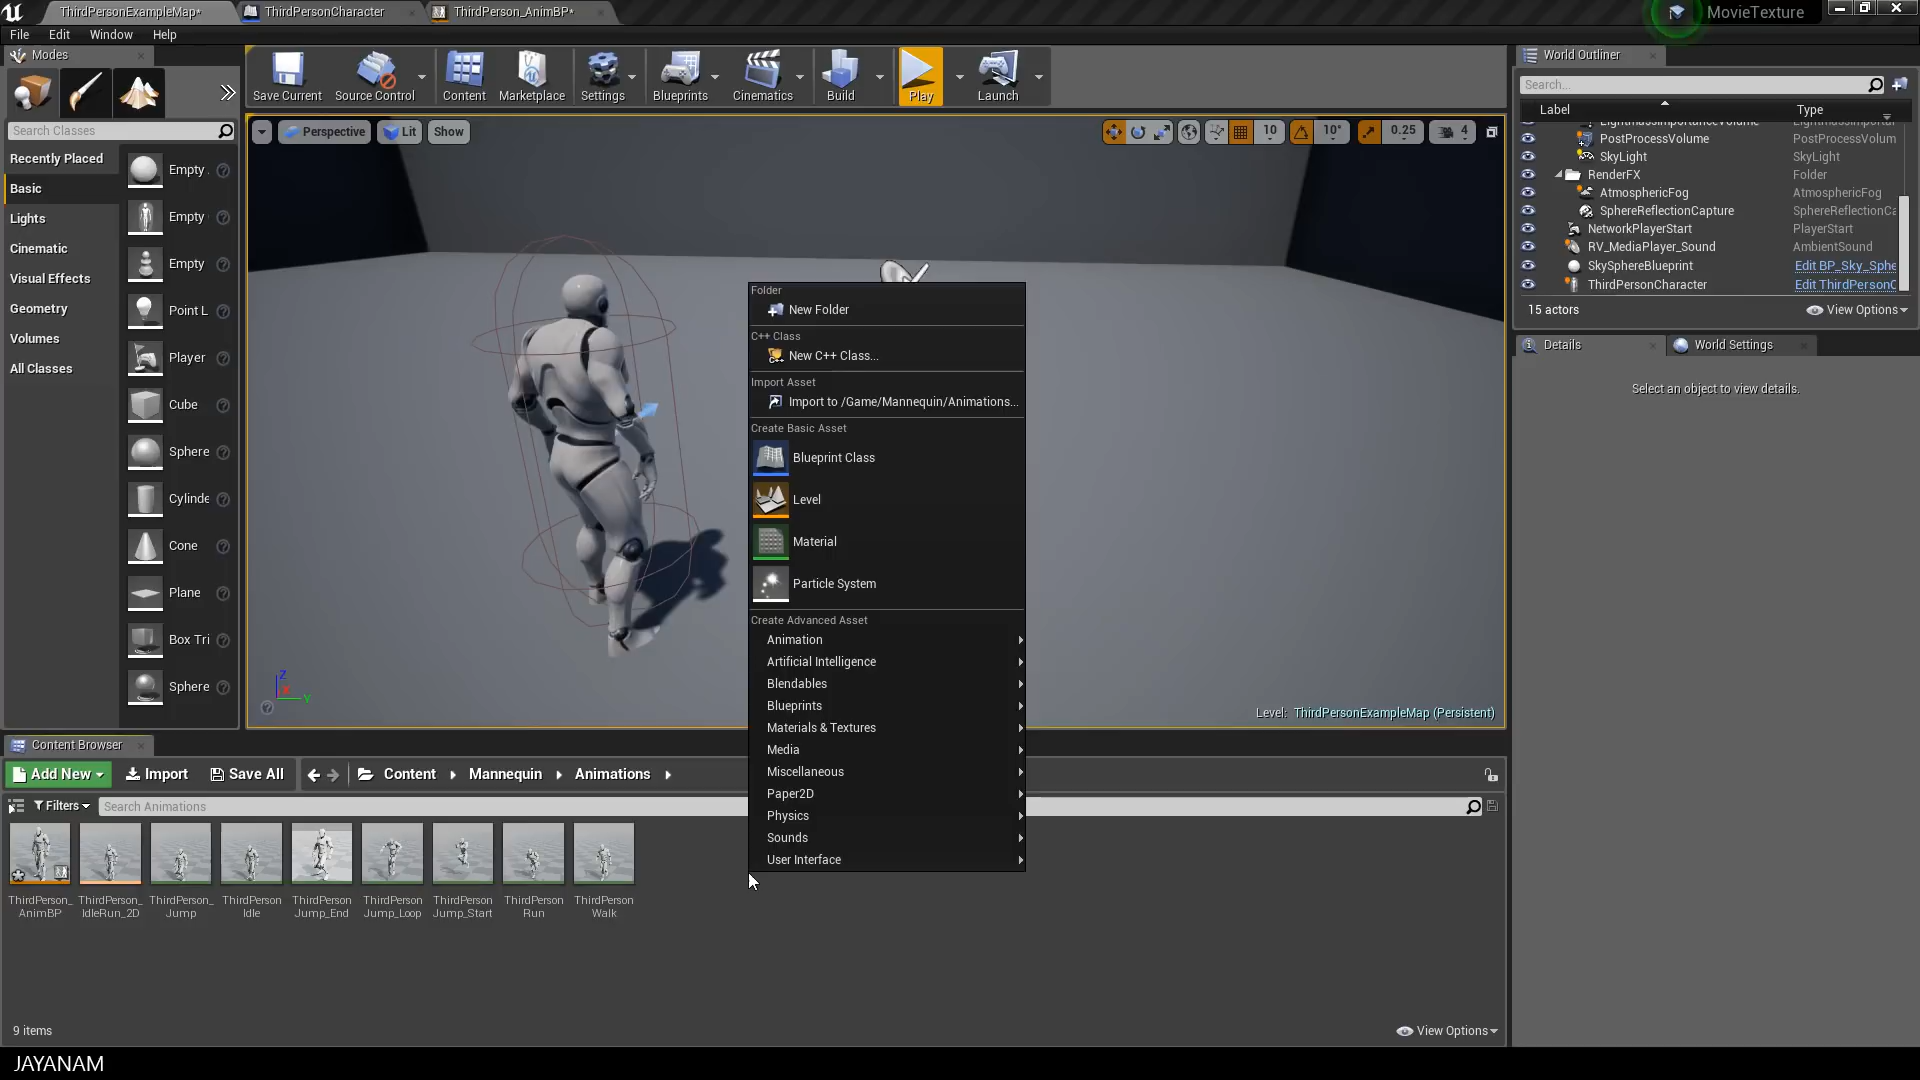 ThirdPersonExampleMap*
ThirdPersonCharacter
ThirdPerson_AnimBP*
MovieTexture
File
Edit
Window
Help
Modes
Search Classes
Recently Placed
Basic
Lights
Cinematic
Visual Effects
Geometry
Volumes
All Classes
Empty
Empty
Empty
Point L
Player
Cube
Sphere
Cylinde
Cone
Plane
Box Tri
Sphere
Save Current
Source Control
Content
Marketplace
Settings
Blueprints
Cinematics
Build
Play
Launch
Perspective
Lit
Show
10
10°
0.25
4
Z
X
Y
Level: ThirdPersonExampleMap (Persistent)
Folder
New Folder
C++ Class
New C++ Class...
Import Asset
Import to /Game/Mannequin/Animations...
Create Basic Asset
Blueprint Class
Level
Material
Particle System
Create Advanced Asset
Animation
Artificial Intelligence
Blendables
Blueprints
Materials & Textures
Media
Miscellaneous
Paper2D
Physics
Sounds
User Interface
World Outliner
Search...
Label Type
PostProcessVolume PostProcessVolum
SkyLight SkyLight
RenderFX Folder
AtmosphericFog AtmosphericFog
SphereReflectionCapture SphereReflectionCa
NetworkPlayerStart PlayerStart
RV_MediaPlayer_Sound AmbientSound
SkySphereBlueprint Edit BP_Sky_Sphe
ThirdPersonCharacter Edit ThirdPersonC
15 actors
View Options
Details
World Settings
Select an object to view details.
Content Browser
Add New
Import
Save All
Content
Mannequin
Animations
Filters
Search Animations
ThirdPerson_
AnimBP
ThirdPerson_
IdleRun_2D
ThirdPerson_
Jump
ThirdPerson
Idle
ThirdPerson
Jump_End
ThirdPerson
Jump_Loop
ThirdPerson
Jump_Start
ThirdPerson
Run
ThirdPerson
Walk
9 items
View Options
JAYANAM